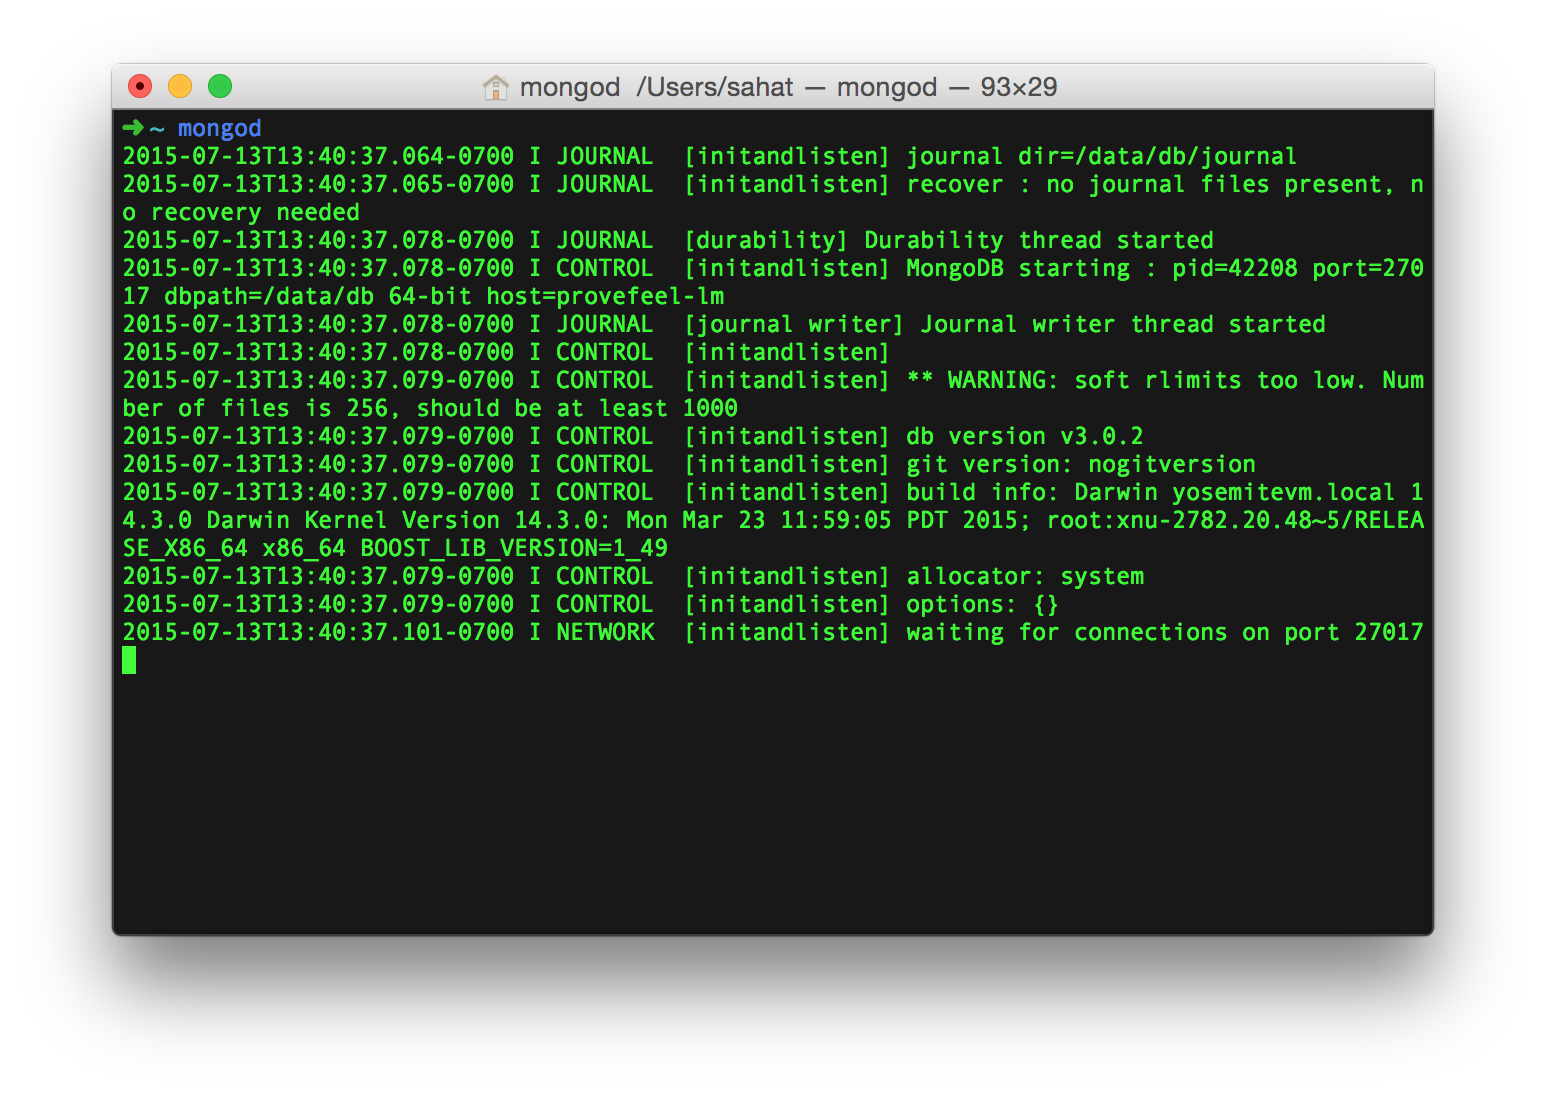 mongod  /Users/sahat — mongod — 93×29
➜ ~ mongod
2015-07-13T13:40:37.064-0700 I JOURNAL  [initandlisten] journal dir=/data/db/journal
2015-07-13T13:40:37.065-0700 I JOURNAL  [initandlisten] recover : no journal files present, n
o recovery needed
2015-07-13T13:40:37.078-0700 I JOURNAL  [durability] Durability thread started
2015-07-13T13:40:37.078-0700 I CONTROL  [initandlisten] MongoDB starting : pid=42208 port=270
17 dbpath=/data/db 64-bit host=provefeel-lm
2015-07-13T13:40:37.078-0700 I JOURNAL  [journal writer] Journal writer thread started
2015-07-13T13:40:37.078-0700 I CONTROL  [initandlisten]
2015-07-13T13:40:37.079-0700 I CONTROL  [initandlisten] ** WARNING: soft rlimits too low. Num
ber of files is 256, should be at least 1000
2015-07-13T13:40:37.079-0700 I CONTROL  [initandlisten] db version v3.0.2
2015-07-13T13:40:37.079-0700 I CONTROL  [initandlisten] git version: nogitversion
2015-07-13T13:40:37.079-0700 I CONTROL  [initandlisten] build info: Darwin yosemitevm.local 1
4.3.0 Darwin Kernel Version 14.3.0: Mon Mar 23 11:59:05 PDT 2015; root:xnu-2782.20.48~5/RELEA
SE_X86_64 x86_64 BOOST_LIB_VERSION=1_49
2015-07-13T13:40:37.079-0700 I CONTROL  [initandlisten] allocator: system
2015-07-13T13:40:37.079-0700 I CONTROL  [initandlisten] options: {}
2015-07-13T13:40:37.101-0700 I NETWORK  [initandlisten] waiting for connections on port 27017